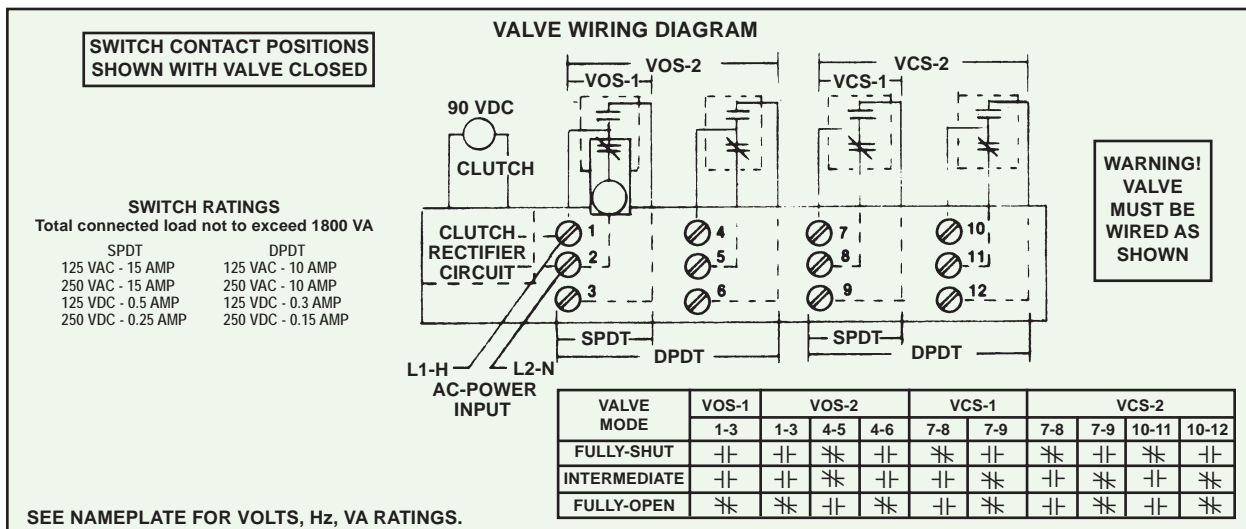 VALVE WIRING DIAGRAM
SWITCH CONTACT POSITIONS
SHOWN WITH VALVE CLOSED
VOS-2
VOS-1
VCS-2
VCS-1
90 VDC
CLUTCH
WARNING!
VALVE
MUST BE
WIRED AS
SHOWN
SWITCH RATINGS
Total connected load not to exceed 1800 VA
SPDT DPDT
125 VAC - 15 AMP 125 VAC - 10 AMP
250 VAC - 15 AMP 250 VAC - 10 AMP
125 VDC - 0.5 AMP 125 VDC - 0.3 AMP
250 VDC - 0.25 AMP 250 VDC - 0.15 AMP
CLUTCH
RECTIFIER
CIRCUIT
1 4 7 10
2 5 8 11
3 6 9 12
SPDT SPDT
DPDT DPDT
L1-H L2-N
AC-POWER
INPUT
VALVE MODE VOS-1 VOS-2 VCS-1 VCS-2
1-3 1-3 4-5 4-6 7-8 7-9 7-8 7-9 10-11 10-12
FULLY-SHUT
INTERMEDIATE
FULLY-OPEN
SEE NAMEPLATE FOR VOLTS, Hz, VA RATINGS.